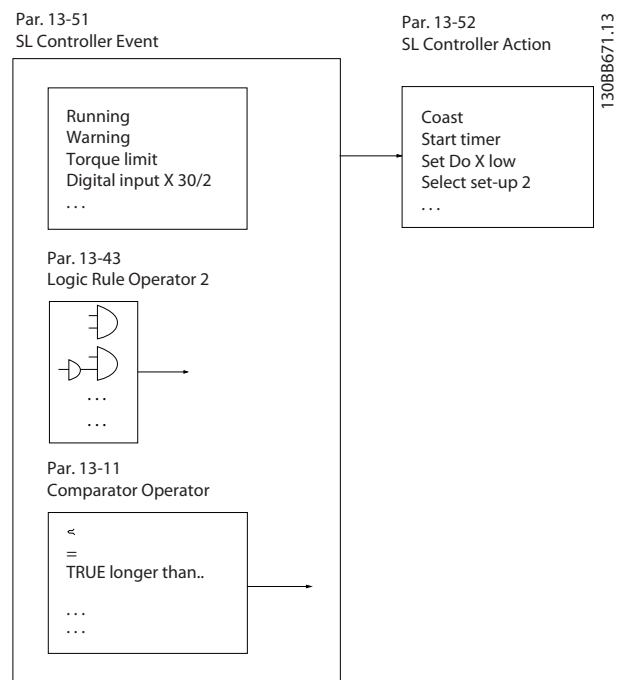 Par. 13-51
SL Controller Event
Par. 13-52
SL Controller Action
130BB671.13
Running
Warning
Torque limit
Digital input X 30/2
. . .
Coast
Start timer
Set Do X low
Select set-up 2
. . .
Par. 13-43
Logic Rule Operator 2
. . .
. . .
Par. 13-11
Comparator Operator
<
=
TRUE longer than..
. . .
. . .